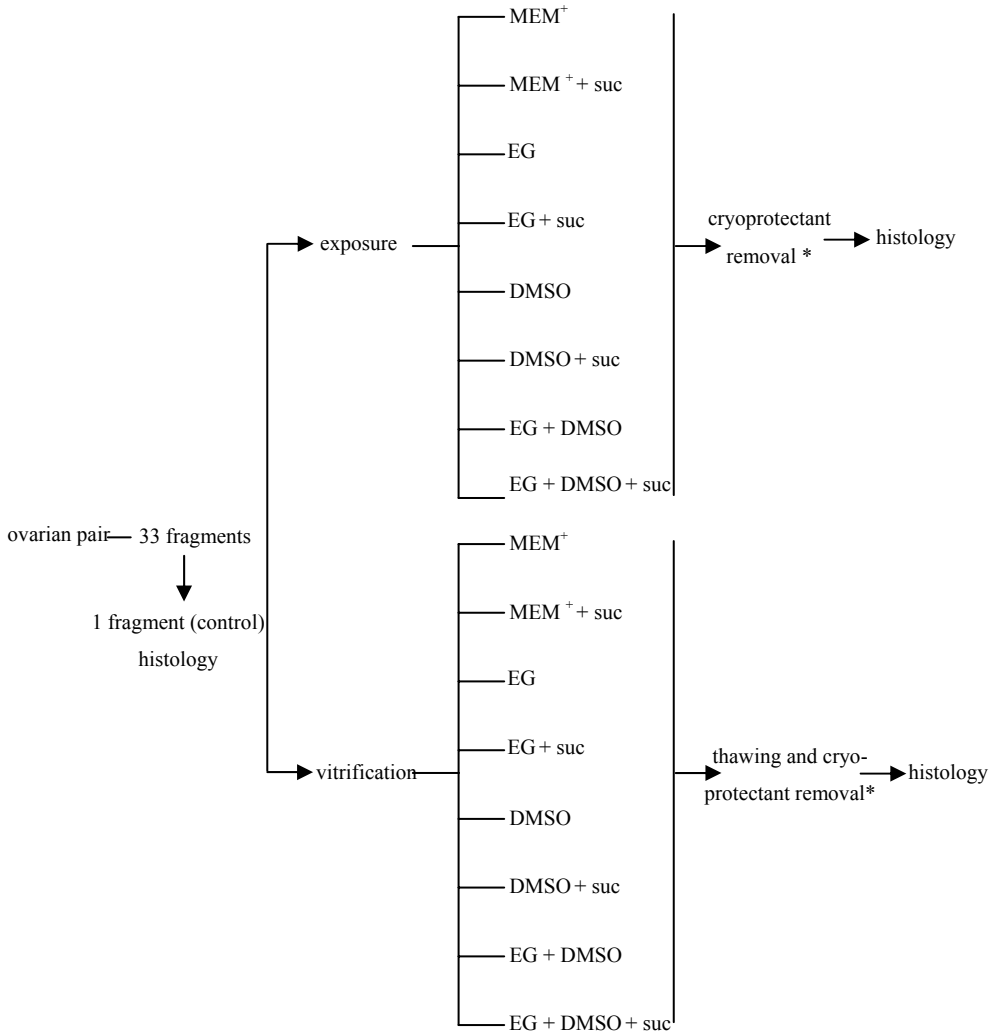 MEM+
MEM + + suc
EG
EG + suc
DMSO
DMSO + suc
EG + DMSO
EG + DMSO + suc
exposure
cryoprotectant
removal *
histology
ovarian pair
33 fragments
1 fragment (control)
histology
MEM+
MEM + + suc
EG
EG + suc
DMSO
DMSO + suc
EG + DMSO
EG + DMSO + suc
vitrification
thawing and cryo-
protectant removal*
histology